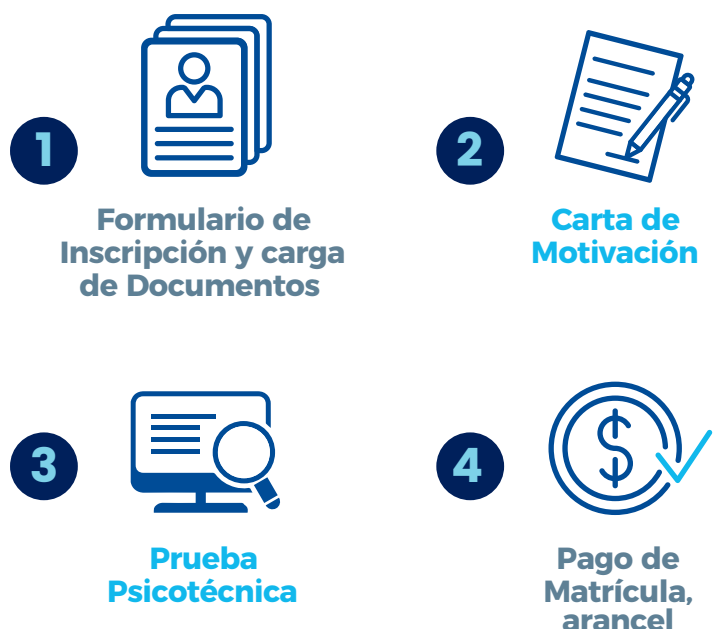 1
Formulario de
Inscripción y carga
de Documentos
2
Carta de
Motivación
3
Prueba
Psicotécnica
4
$
Pago de
Matrícula,
arancel